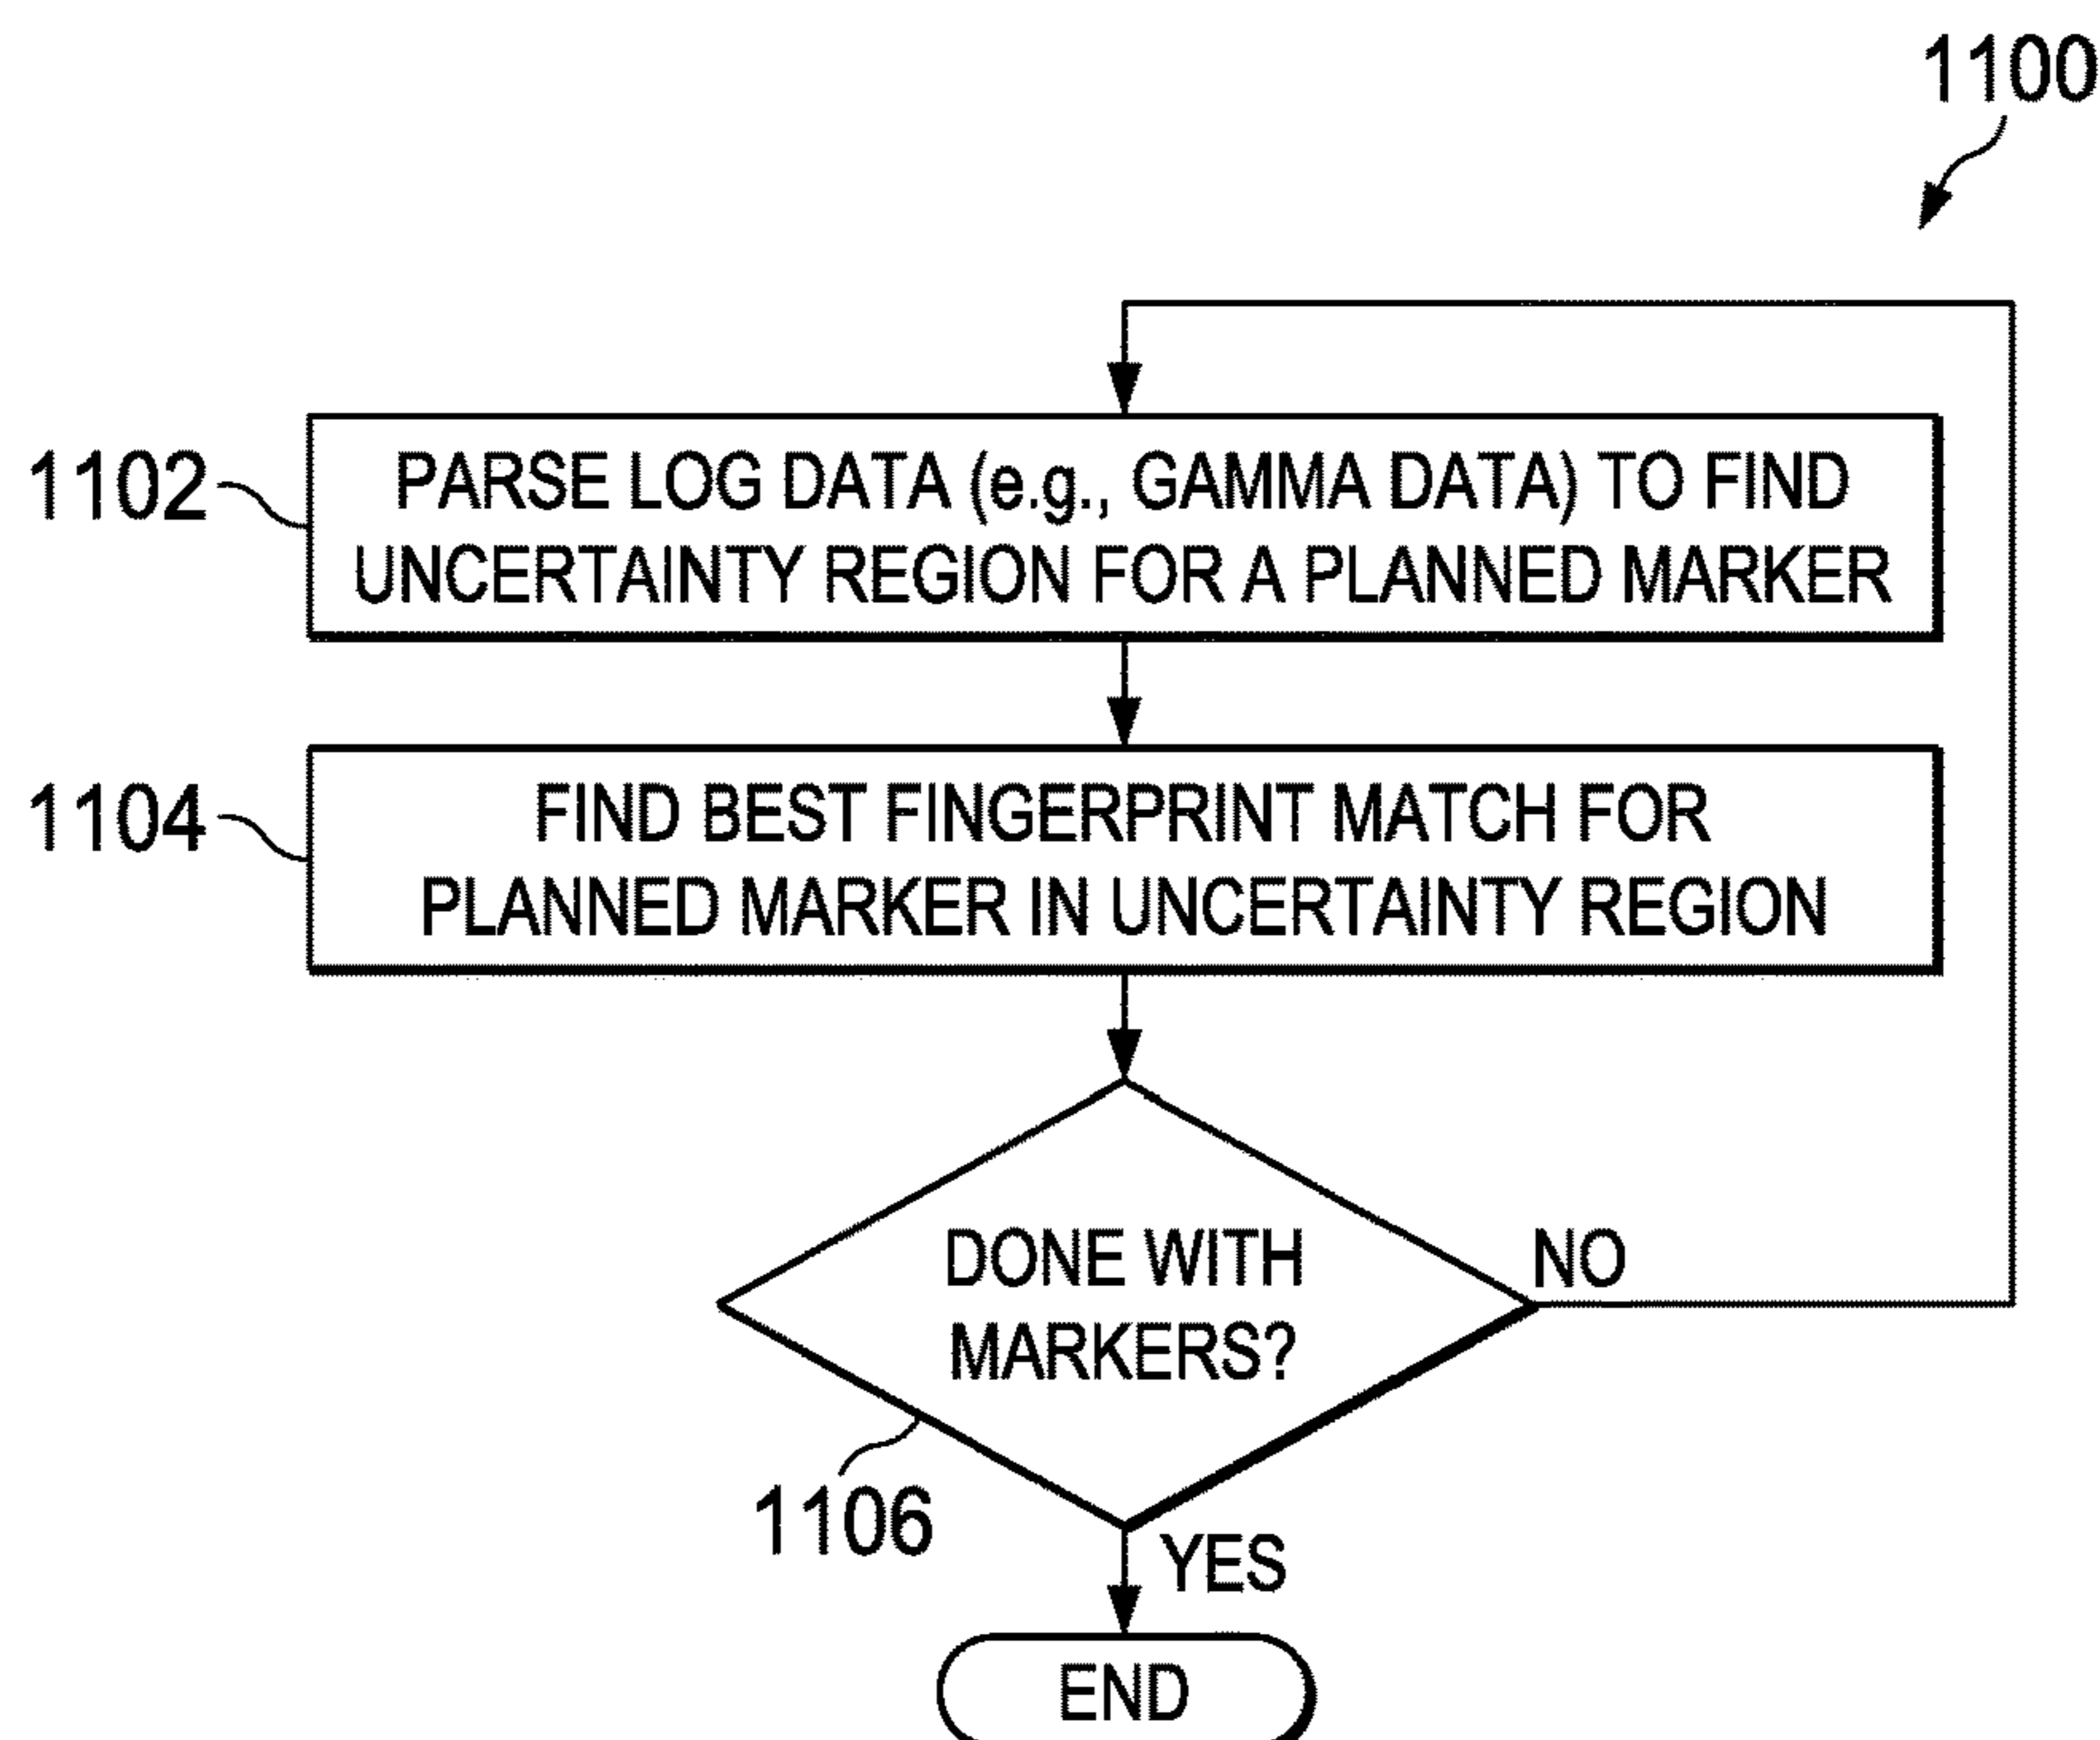 1100
1102
PARSE LOG DATA (e.g., GAMMA DATA) TO FIND
UNCERTAINTY REGION FOR A PLANNED MARKER
1104
FIND BEST FINGERPRINT MATCH FOR
PLANNED MARKER IN UNCERTAINTY REGION
DONE WITH
MARKERS?
NO
1106
YES
END